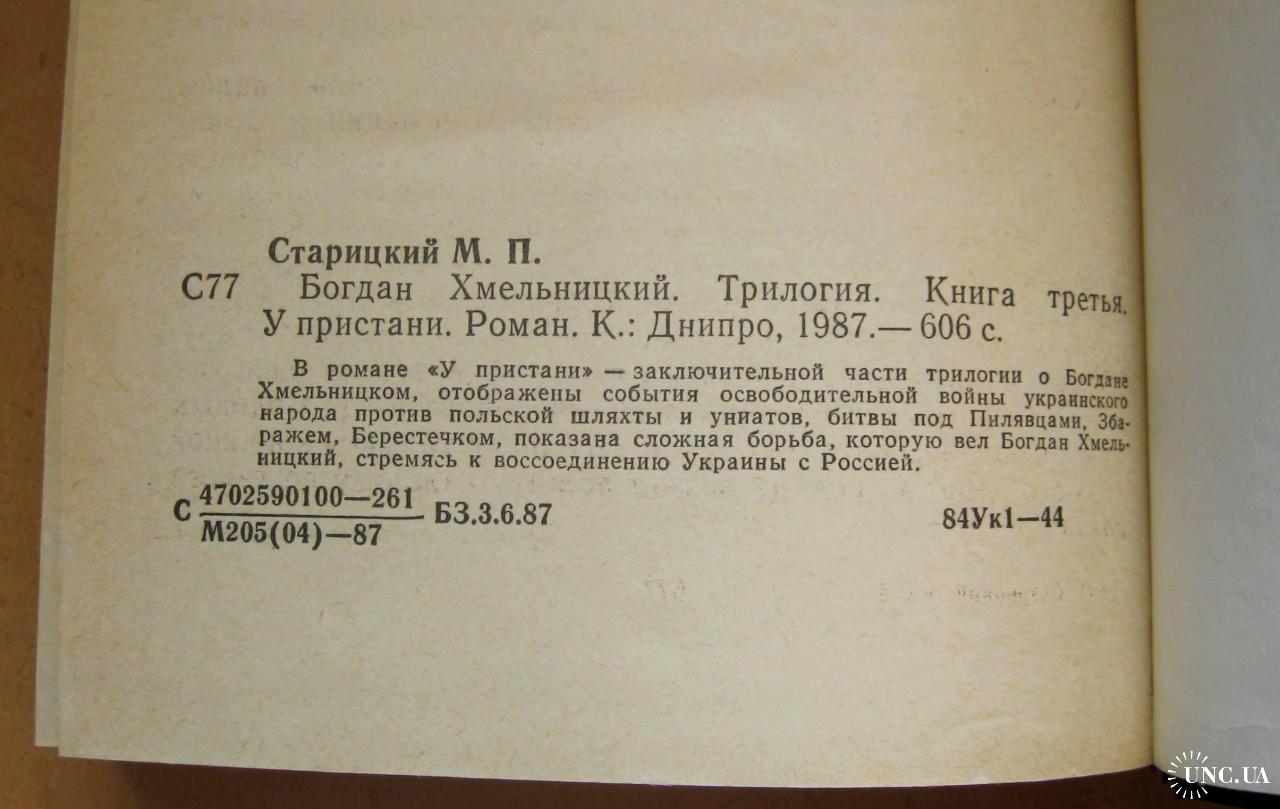 Старицкий М. П.
С77 Богдан Хмельницкий. Трилогия. Книга третья.
У пристани. Роман. К.: Днипро, 1987.— 606 с.
В романе «У пристани» — заключительной части трилогии о Богдане
Хмельницком, отображены события освободительной войны украинского
народа против польской шляхты и униатов, битвы под Пилявцами, Зба-
ражем, Берестечком, показана сложная борьба, которую вел Богдан Хмель-
ницкий, стремясь к воссоединению Украины с Россией.
С 4702590100—261
М205(04)—87
БЗ.3.6.87
84Ук1—44
UNC.UA